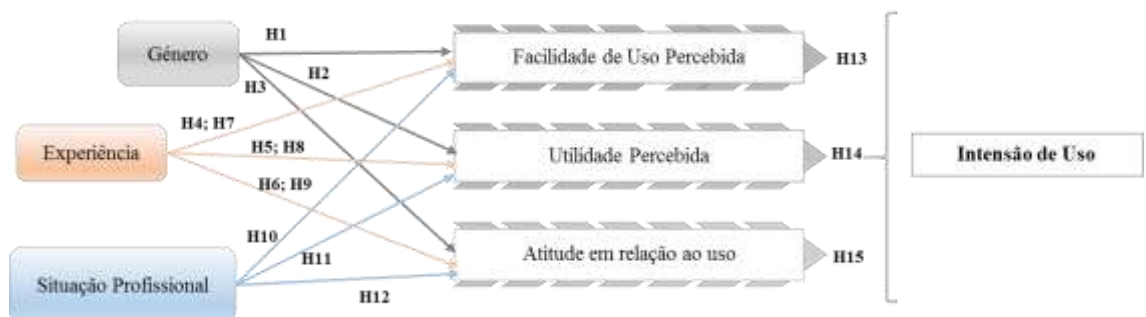 Género
H1
H2
H3
Facilidade de Uso Percebida
H13
Experiência
H4; H7
H5; H8
H6; H9
Utilidade Percebida
H14
Intensão de Uso
Situação Profissional
H10
H11
H12
Atitude em relação ao uso
H15